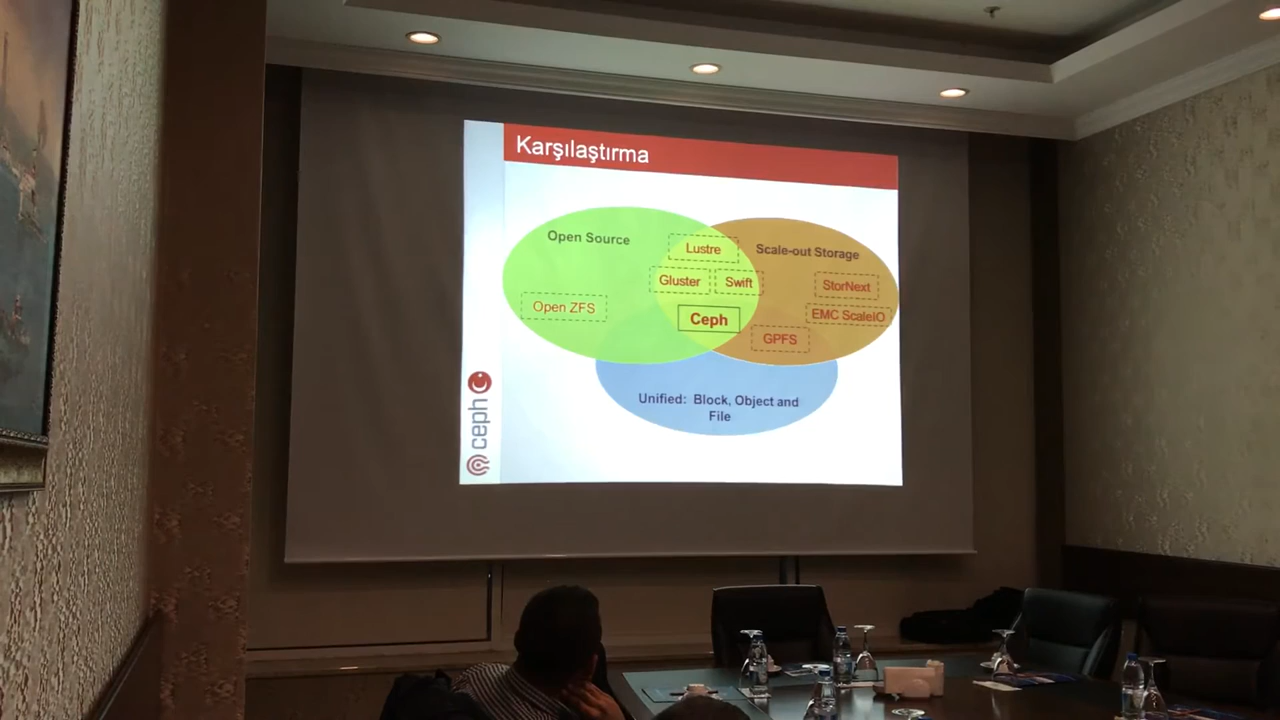 Karşılaştırma
Open Source
Lustre
Scale-out Storage
Gluster
Swift
StorNext
Open ZFS
Ceph
EMC ScaleIO
GPFS
Unified: Block, Object and
File
ceph